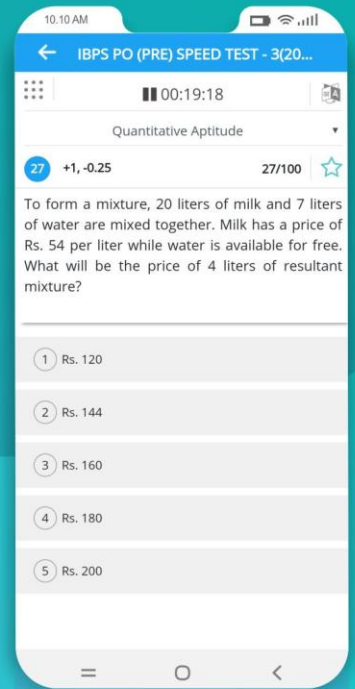 10.10 AM
IBPS PO (PRE) SPEED TEST - 3(20...
00:19:18
Quantitative Aptitude
27 +1, -0.25 27/100
To form a mixture, 20 liters of milk and 7 liters
of water are mixed together. Milk has a price of
Rs. 54 per liter while water is available for free.
What will be the price of 4 liters of resultant
mixture?
1 Rs. 120
2 Rs. 144
3 Rs. 160
4 Rs. 180
5 Rs. 200